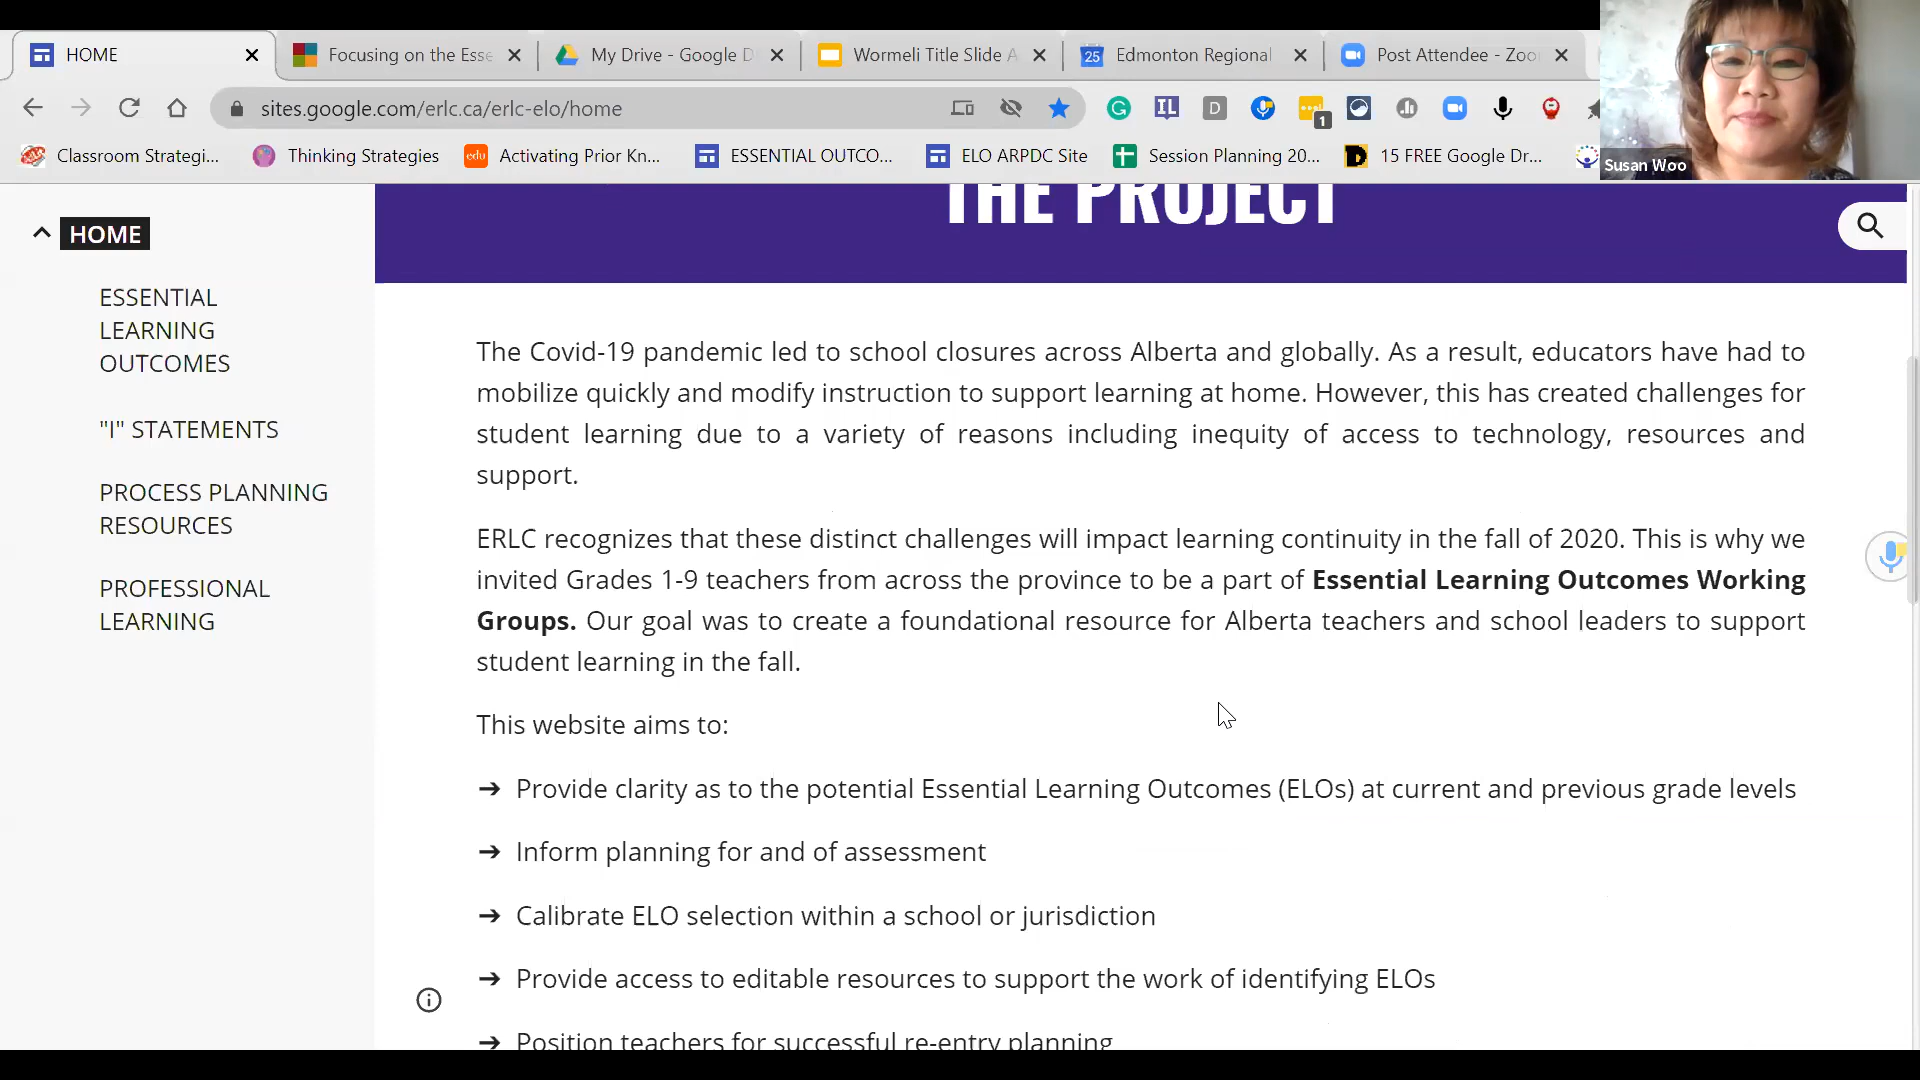 HOME
Focusing on the Esse
My Drive - Google D
Wormeli Title Slide A
25
Edmonton Regional
Post Attendee - Zoo
sites.google.com/erlc.ca/erlc-elo/home
IL
D
1
Classroom Strategi...
Thinking Strategies
edu
Activating Prior Kn...
ESSENTIAL OUTCO...
ELO ARPDC Site
Session Planning 20...
D
15 FREE Google Dr...
Susan Woo
THE PROJECT
HOME
ESSENTIAL
LEARNING
OUTCOMES
"I" STATEMENTS
PROCESS PLANNING
RESOURCES
PROFESSIONAL
LEARNING
The Covid-19 pandemic led to school closures across Alberta and globally. As a result, educators have had to
mobilize quickly and modify instruction to support learning at home. However, this has created challenges for
student learning due to a variety of reasons including inequity of access to technology, resources and
support.
ERLC recognizes that these distinct challenges will impact learning continuity in the fall of 2020. This is why we
invited Grades 1-9 teachers from across the province to be a part of Essential Learning Outcomes Working
Groups. Our goal was to create a foundational resource for Alberta teachers and school leaders to support
student learning in the fall.
This website aims to:
➔ Provide clarity as to the potential Essential Learning Outcomes (ELOs) at current and previous grade levels
➔ Inform planning for and of assessment
➔ Calibrate ELO selection within a school or jurisdiction
➔ Provide access to editable resources to support the work of identifying ELOs
➔ Position teachers for successful re-entry planning